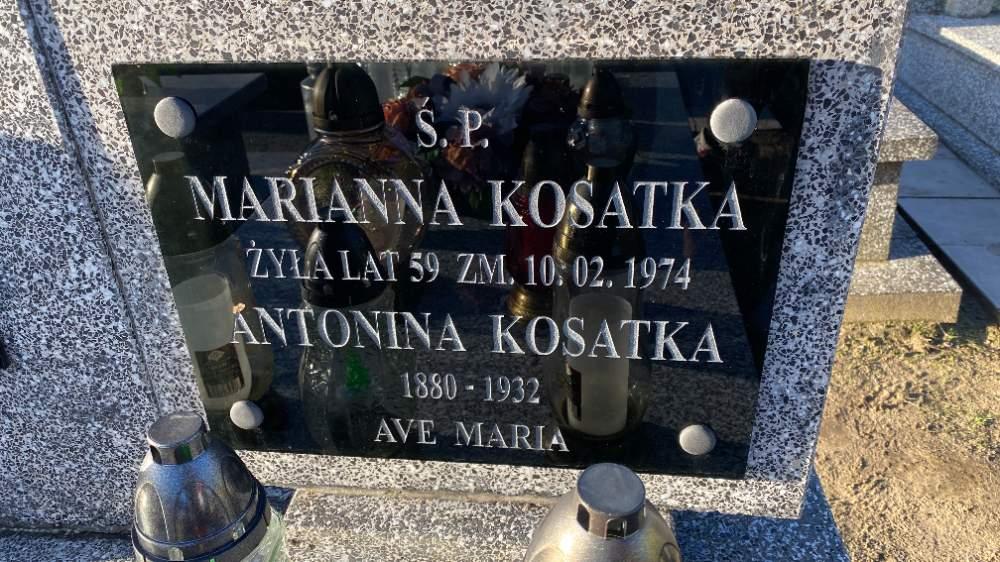 Ś. P.
MARIANNA KOSATKA
ŻYŁA LAT 59 ZM. 10. 02. 1974
ANTONINA KOSATKA
1880 - 1932
AVE MARIA